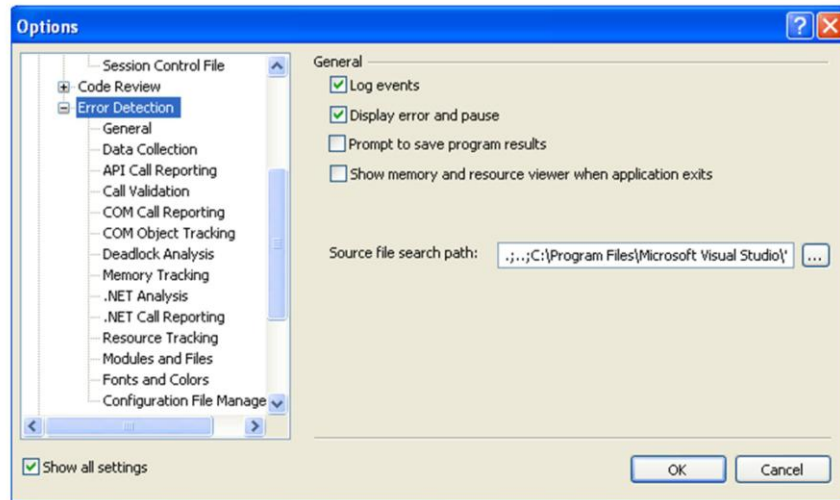 Options
Session Control File
Code Review
Error Detection
General
Data Collection
API Call Reporting
Call Validation
COM Call Reporting
COM Object Tracking
Deadlock Analysis
Memory Tracking
.NET Analysis
.NET Call Reporting
Resource Tracking
Modules and Files
Fonts and Colors
Configuration File Manage
Show all settings
General
Log events
Display error and pause
Prompt to save program results
Show memory and resource viewer when application exits
Source file search path: .;..;C:\Program Files\Microsoft Visual Studio\' ...
OK Cancel